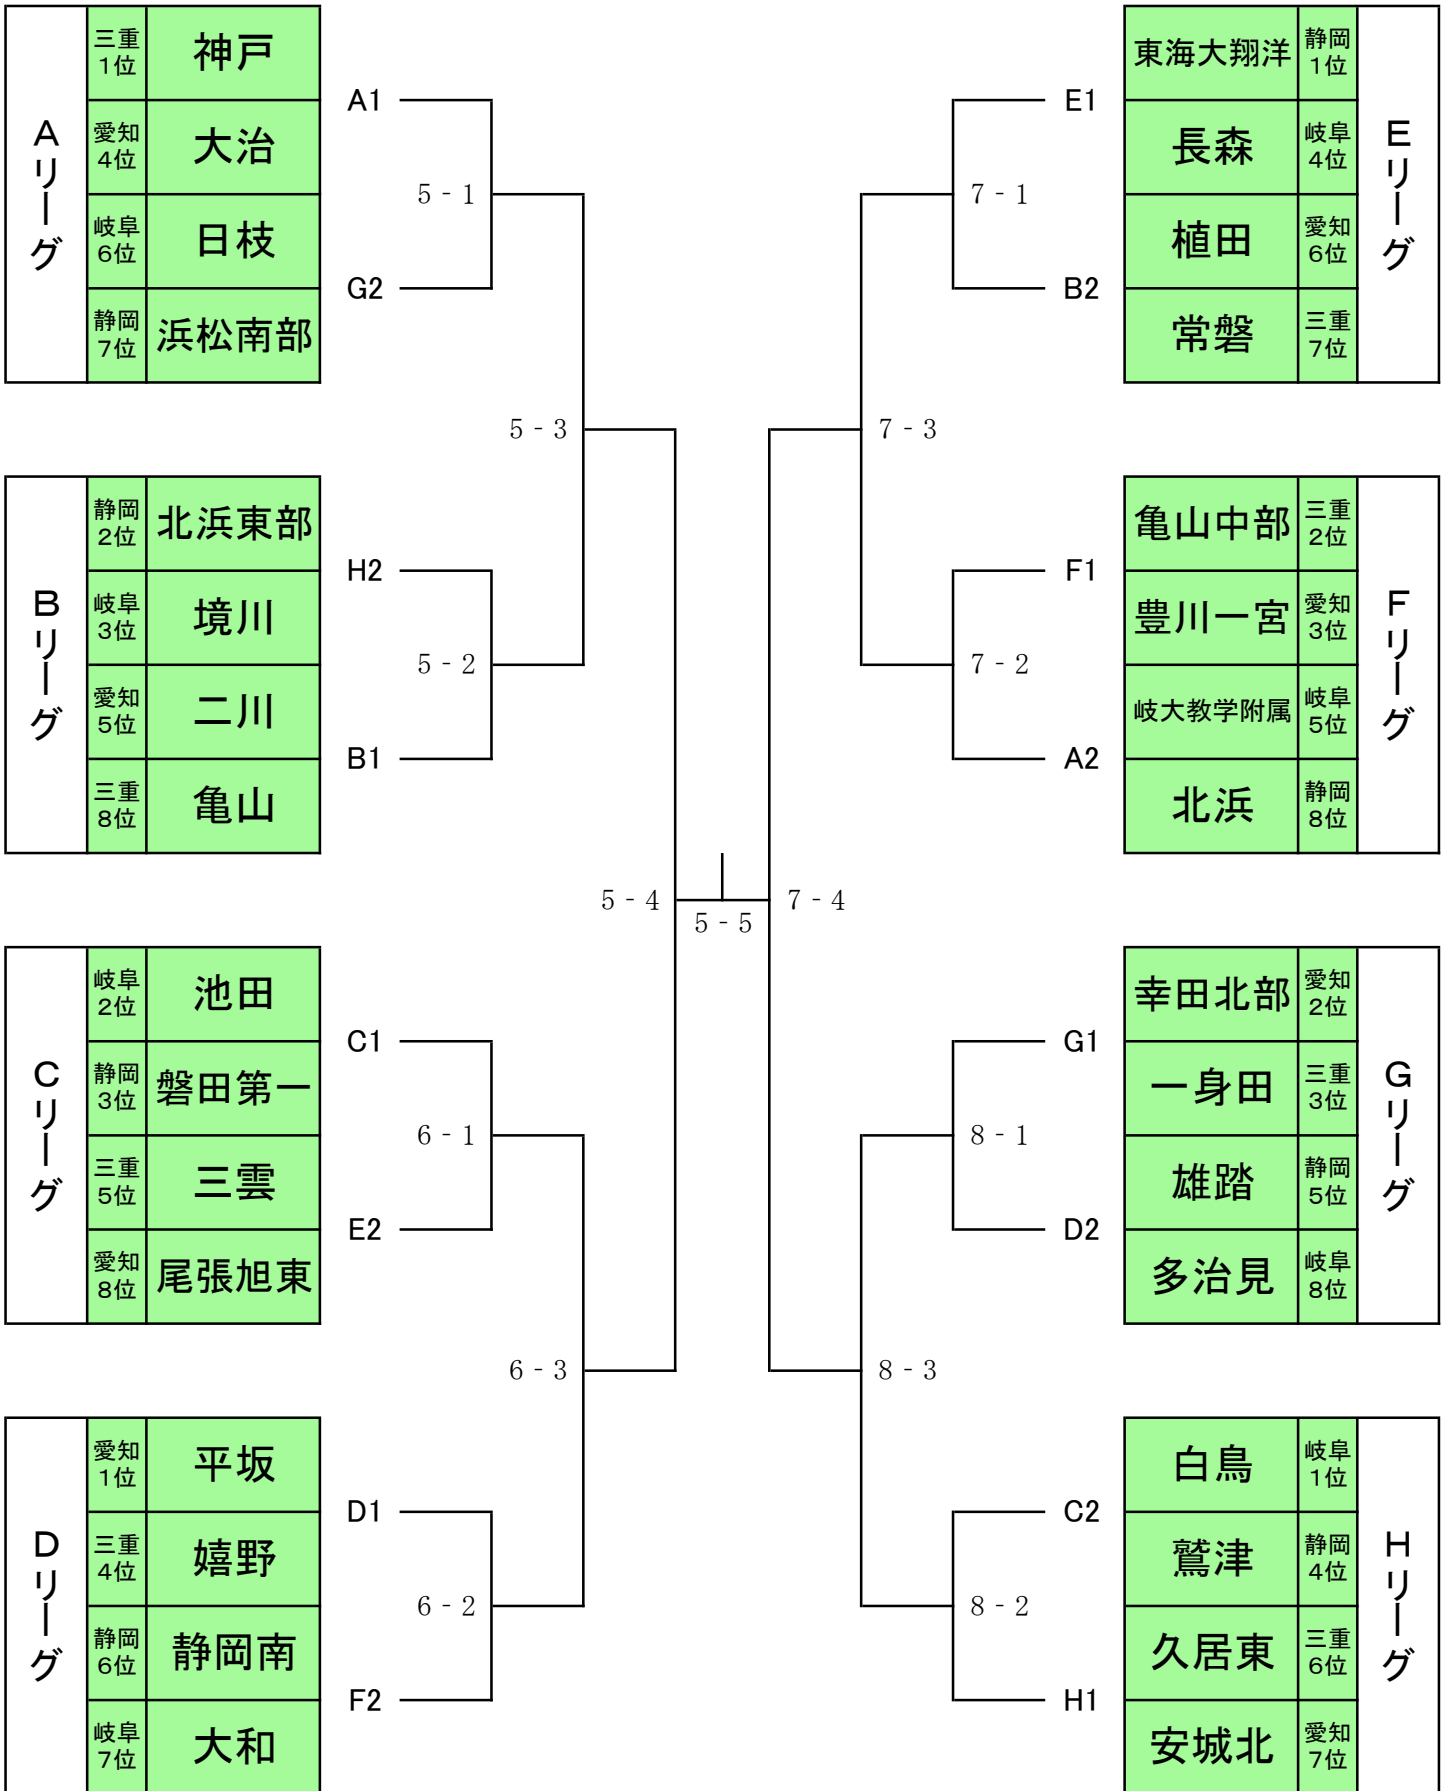 Aリーグ
三重
1位
神戸
愛知
4位
大治
岐阜
6位
日枝
静岡
7位
浜松南部
Bリーグ
静岡
2位
北浜東部
岐阜
3位
境川
愛知
5位
二川
三重
8位
亀山
Cリーグ
岐阜
2位
池田
静岡
3位
磐田第一
三重
5位
三雲
愛知
8位
尾張旭東
Dリーグ
愛知
1位
平坂
三重
4位
嬉野
静岡
6位
静岡南
岐阜
7位
大和
A1
5-1
G2
5-3
H2
5-2
B1
5-4
C1
6-1
E2
6-3
D1
6-2
F2
5-5
E1
7-1
B2
7-3
F1
7-2
A2
7-4
G1
8-1
D2
8-3
C2
8-2
H1
東海大翔洋
静岡
1位
長森
岐阜
4位
植田
愛知
6位
常磐
三重
7位
Eリーグ
亀山中部
三重
2位
豊川一宮
愛知
3位
岐大教学附属
岐阜
5位
北浜
静岡
8位
Fリーグ
幸田北部
愛知
2位
一身田
三重
3位
雄踏
静岡
5位
多治見
岐阜
8位
Gリーグ
白鳥
岐阜
1位
鷲津
静岡
4位
久居東
三重
6位
安城北
愛知
7位
Hリーグ